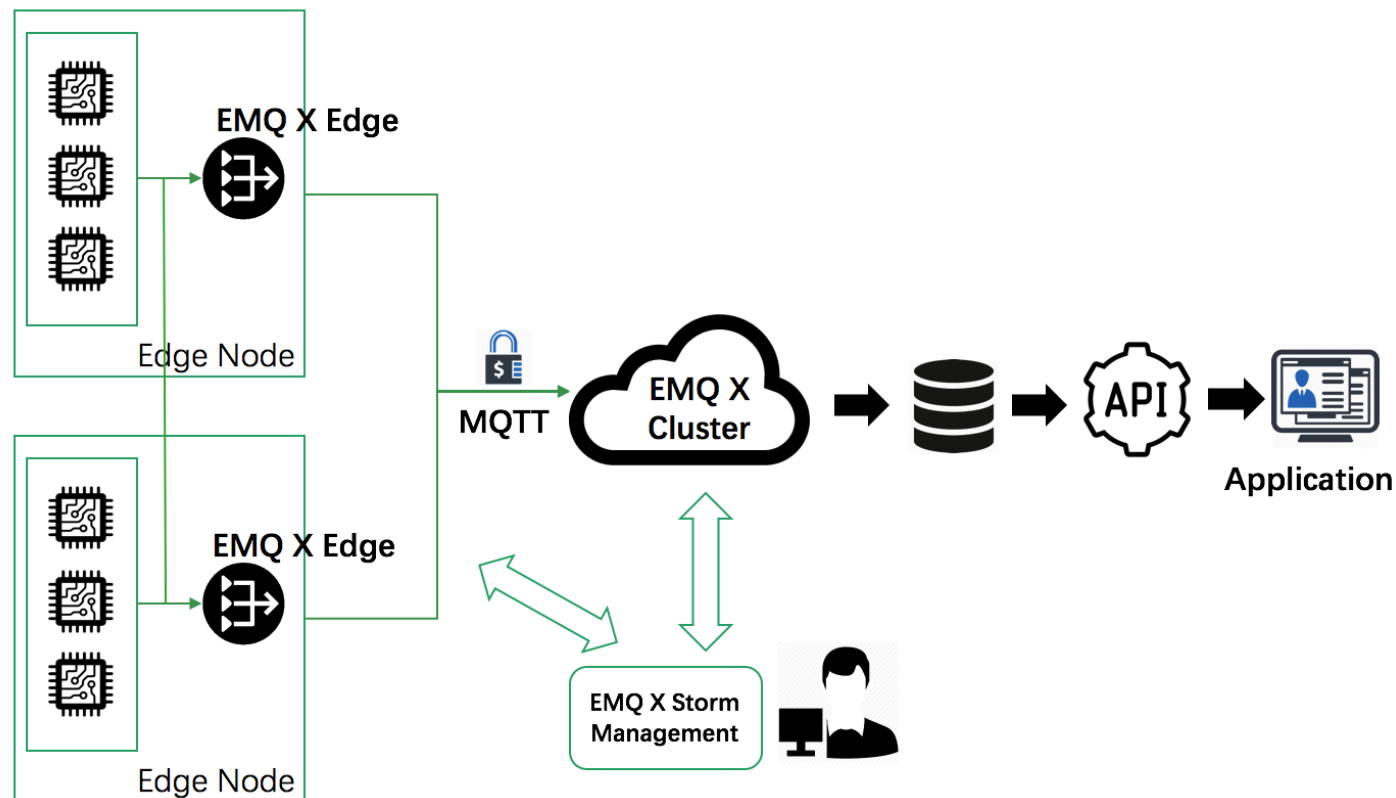 EMQ X Edge
Edge Node
MQTT
$
EMQ X
Cluster
API
Application
EMQ X Edge
Edge Node
EMQ X Storm
Management